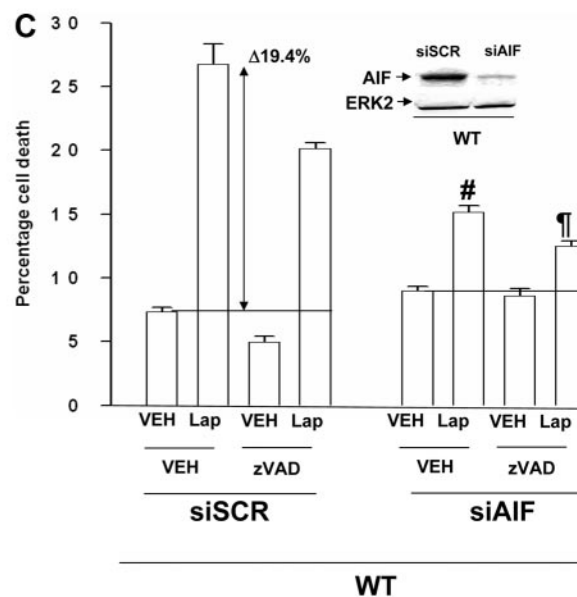 C
Percentage cell death
30
25
20
15
10
5
0
Δ19.4%
siSCR siAIF
AIF
ERK2
WT
#
¶
VEH Lap VEH Lap VEH Lap VEH Lap
VEH zVAD VEH zVAD
siSCR siAIF
WT